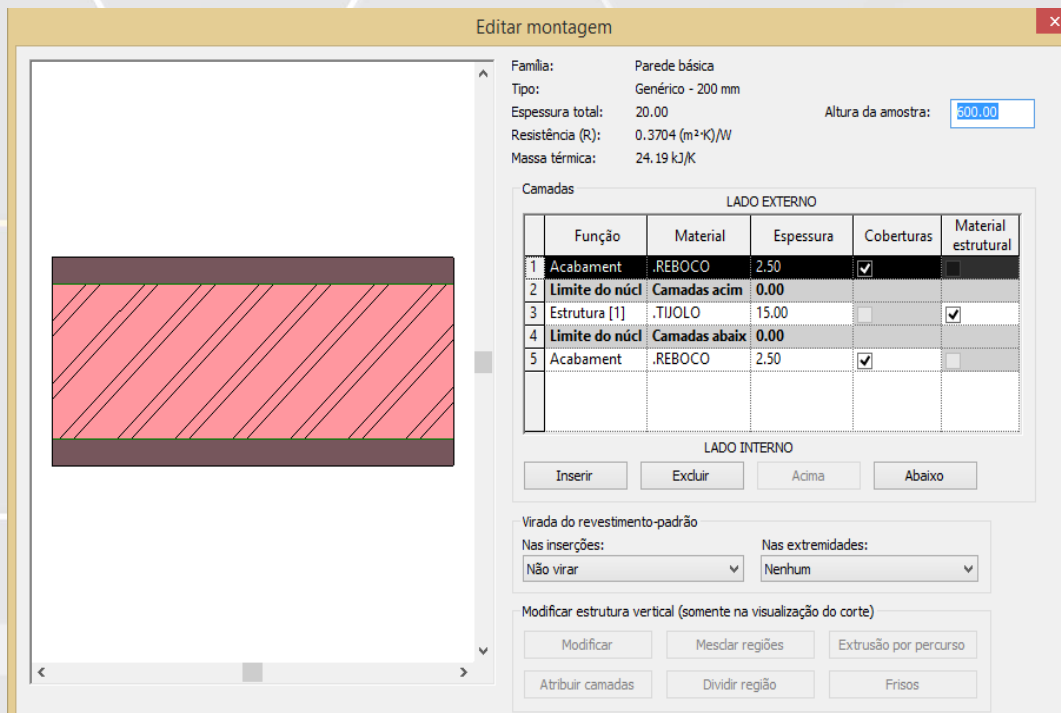 Editar montagem
x
Família: Parede básica
Tipo: Genérico - 200 mm
Espessura total: 20.00 Altura da amostra: 600.00
Resistência (R): 0.3704 (m²·K)/W
Massa térmica: 24.19 kJ/K
Camadas
LADO EXTERNO
Função Material Espessura Coberturas Material estrutural
1 Acabament .REBOCO 2.50
2 Limite do núcl Camadas acim 0.00
3 Estrutura [1] .TIJOLO 15.00
4 Limite do núcl Camadas abaix 0.00
5 Acabament .REBOCO 2.50
LADO INTERNO
Inserir Excluir Acima Abaixo
Virada do revestimento-padrão
Nas inserções: Nas extremidades:
Não virar Nenhum
Modificar estrutura vertical (somente na visualização do corte)
Modificar Mesclar regiões Extrusão por percurso
Atribuir camadas Dividir região Frisos